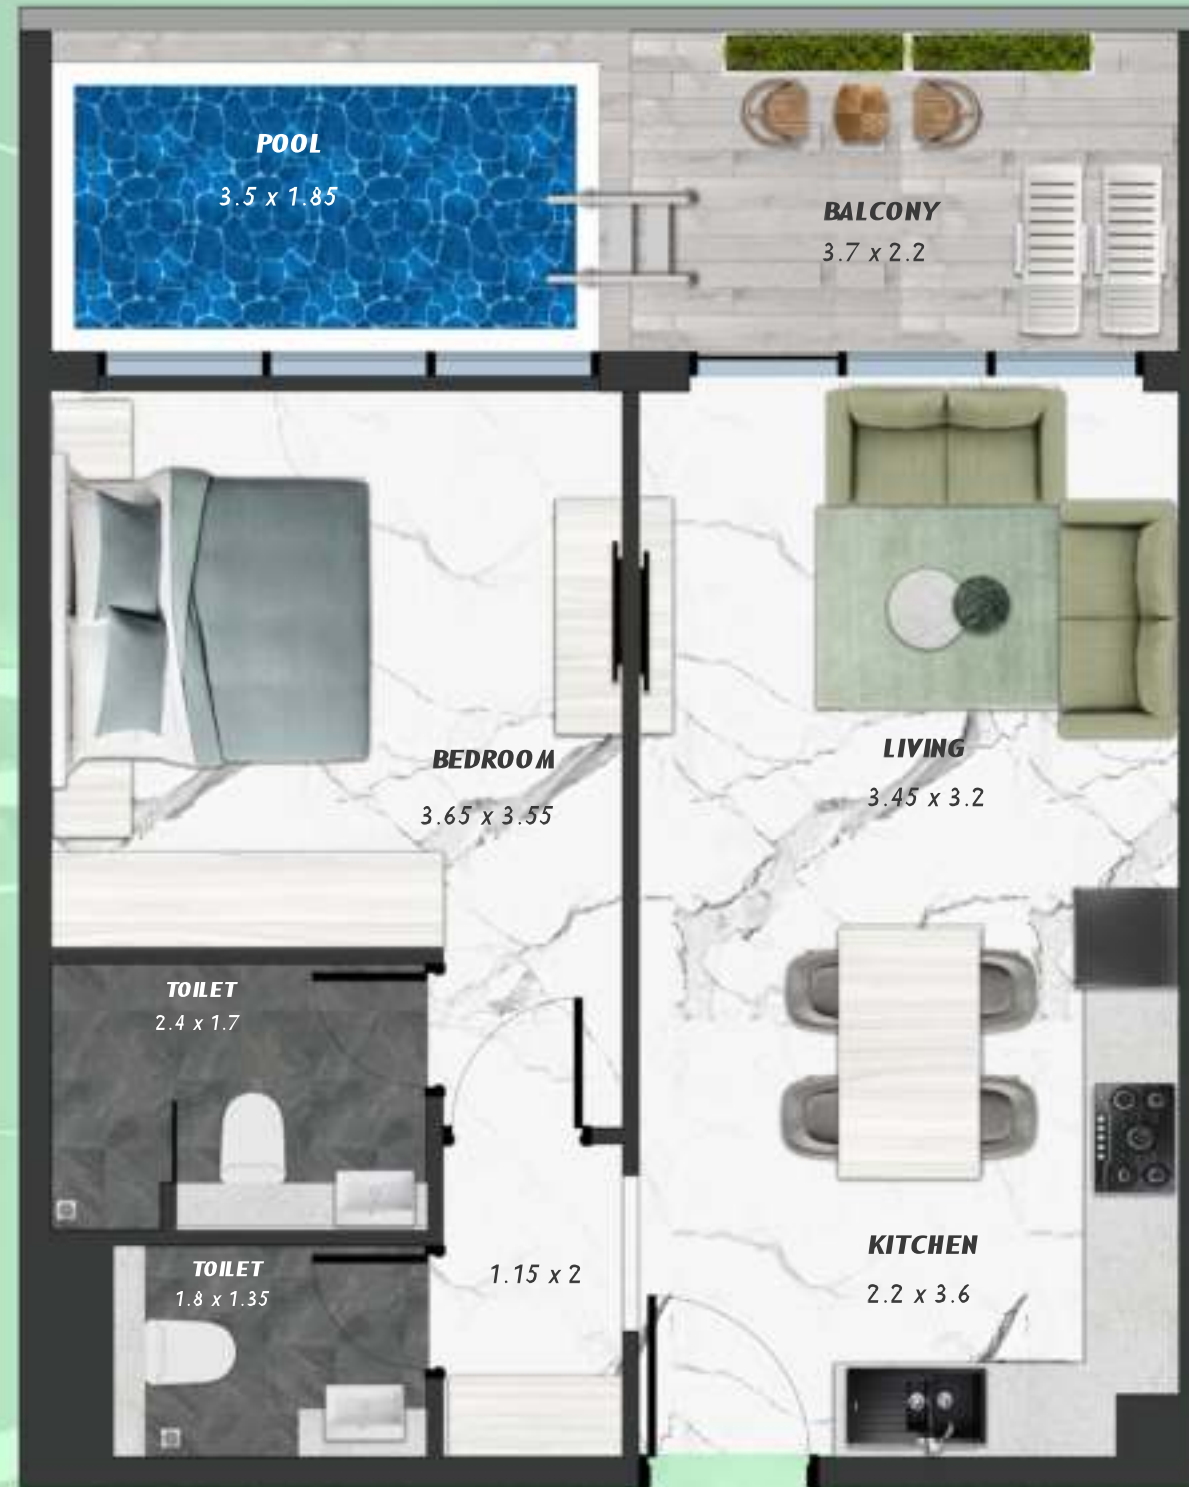 POOL
3.5 x 1.85
BALCONY
3.7 x 2.2
BEDROOM
3.65 x 3.55
LIVING
3.45 x 3.2
TOILET
2.4 x 1.7
TOILET
1.8 x 1.35
1.15 x 2
KITCHEN
2.2 x 3.6